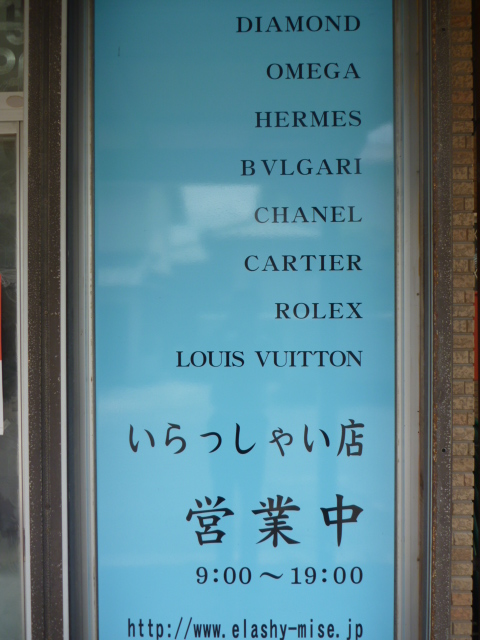 DIAMOND
OMEGA
HERMES
BVLGARI
CHANEL
CARTIER
ROLEX
LOUIS VUITTON
いらっしゃい店
営業中
9:00～19:00
http://www.elashy-mise.jp